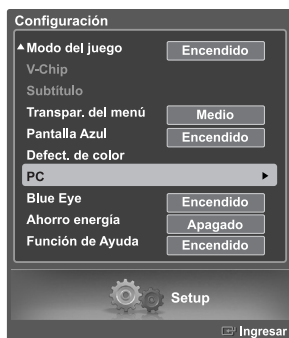 Configuración
Modo del juego Encendido
V-Chip
Subtítulo
Transpar. del menú Medio
Pantalla Azul Encendido
Defect. de color
PC
Blue Eye Encendido
Ahorro energía Apagado
Función de Ayuda Encendido
Setup
Ingresar